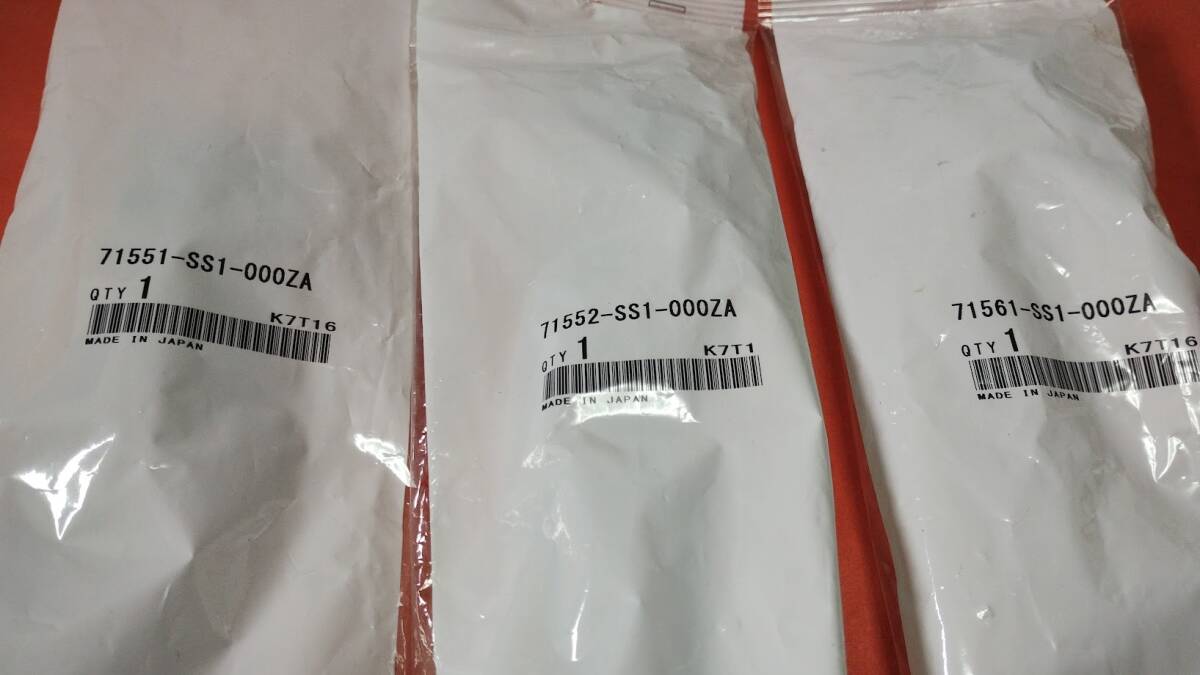 71551-SS1-000ZA
QTY 1
K7T16
MADE IN JAPAN
71552-SS1-000ZA
QTY 1
K7T1
MADE IN JAPAN
71561-SS1-000ZA
QTY 1
K7T16
MADE IN JAPAN